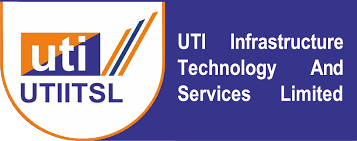 uti
UTIITSL
UTI Infrastructure
Technology And
Services Limited